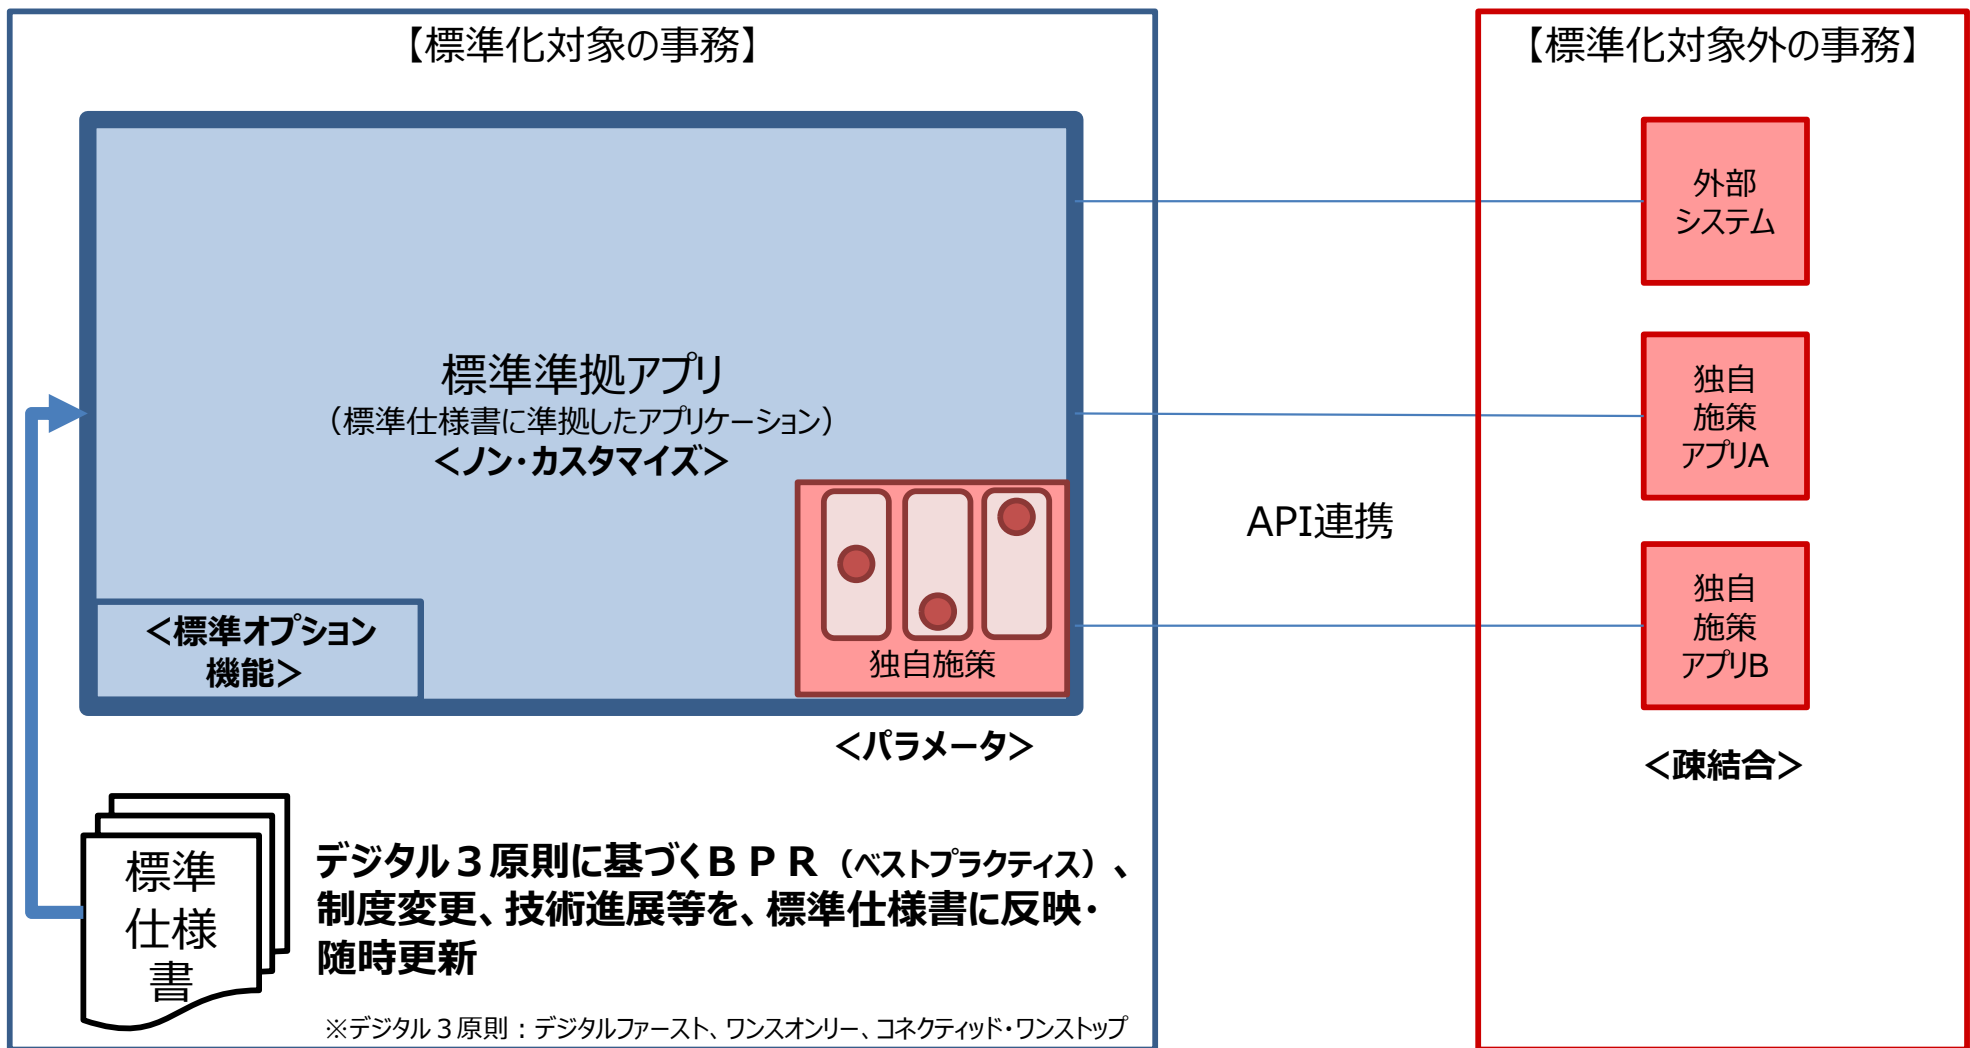 【標準化対象の事務】
標準準拠アプリ
（標準仕様書に準拠したアプリケーション）
＜ノン・カスタマイズ＞
＜標準オプション
機能＞
独自施策
＜パラメータ＞
標準
仕様
書
デジタル３原則に基づくＢＰＲ（ベストプラクティス）、
制度変更、技術進展等を、標準仕様書に反映・
随時更新
※デジタル３原則：デジタルファースト、ワンスオンリー、コネクティッド・ワンストップ
API連携
【標準化対象外の事務】
外部
システム
独自
施策
アプリA
独自
施策
アプリB
＜疎結合＞